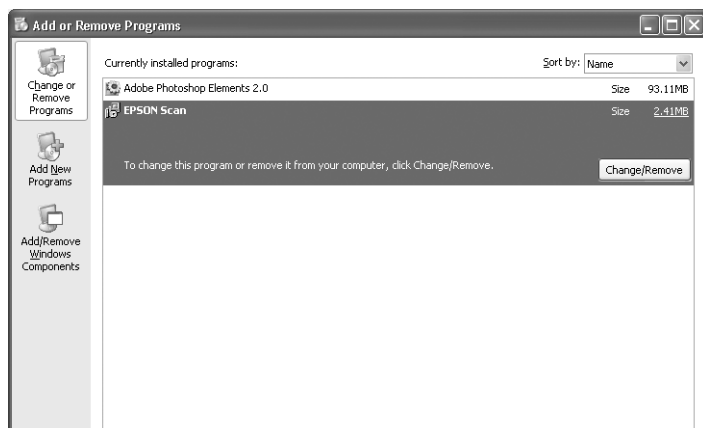 Add or Remove Programs
Change or
Remove
Programs
Add New
Programs
Add/Remove
Windows
Components
Currently installed programs:
Sort by: Name
Adobe Photoshop Elements 2.0 Size 93.11MB
EPSON Scan Size 2.41MB
To change this program or remove it from your computer, click Change/Remove.
Change/Remove